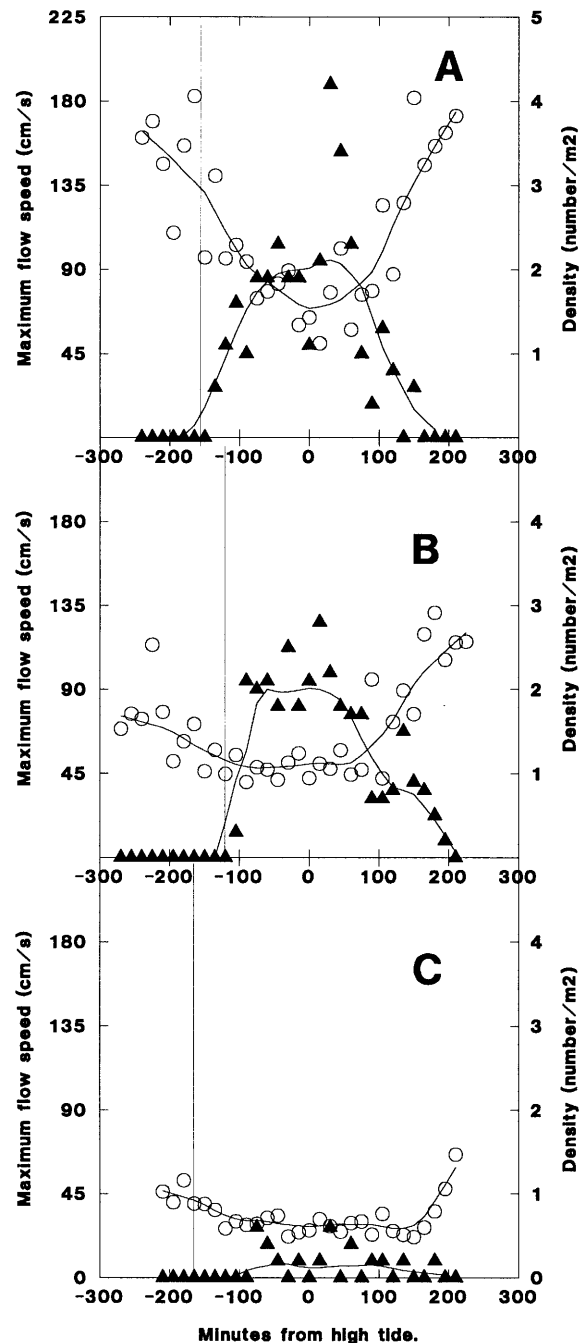 225
180
135
90
45
Maximum flow speed (cm/s)
A
5
4
3
2
1
Density (number/m2)
-300 -200 -100 0 100 200 300
180
135
90
45
0
Maximum flow speed (cm/s)
B
4
3
2
1
0
Density (number/m2)
-300 -200 -100 0 100 200 300
180
135
90
45
0
Maximum flow speed (cm/s)
C
4
3
2
1
0
Density (number/m2)
-300 -200 -100 0 100 200 300
Minutes from high tide.